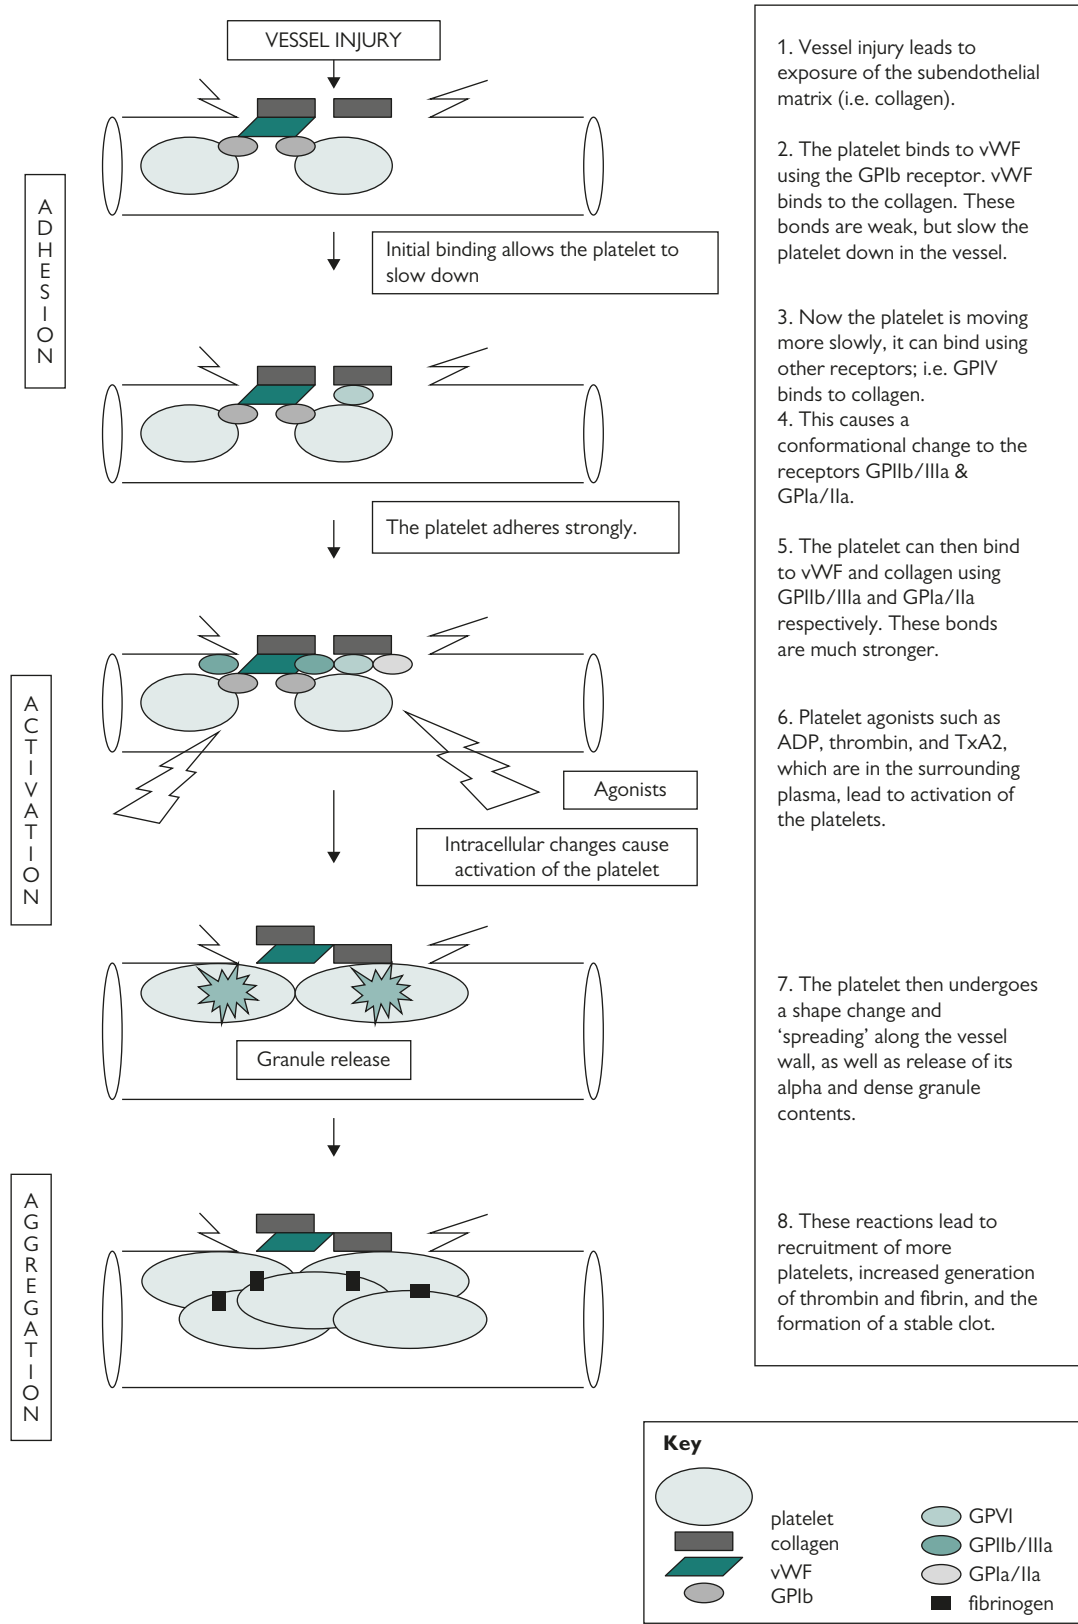 VESSEL INJURY
ADHESION
Initial binding allows the platelet to
slow down
The platelet adheres strongly.
ACTIVATION
Agonists
Intracellular changes cause
activation of the platelet
Granule release
AGGREGATION
1. Vessel injury leads to
exposure of the subendothelial
matrix (i.e. collagen).
2. The platelet binds to vWF
using the GPIb receptor. vWF
binds to the collagen. These
bonds are weak, but slow the
platelet down in the vessel.
3. Now the platelet is moving
more slowly, it can bind using
other receptors; i.e. GPIV
binds to collagen.
4. This causes a
conformational change to the
receptors GPIIb/IIIa &
GPIa/IIa.
5. The platelet can then bind
to vWF and collagen using
GPIIb/IIIa and GPIa/IIa
respectively. These bonds
are much stronger.
6. Platelet agonists such as
ADP, thrombin, and TxA2,
which are in the surrounding
plasma, lead to activation of
the platelets.
7. The platelet then undergoes
a shape change and
‘spreading’ along the vessel
wall, as well as release of its
alpha and dense granule
contents.
8. These reactions lead to
recruitment of more
platelets, increased generation
of thrombin and fibrin, and the
formation of a stable clot.
Key
platelet
collagen
vWF
GPIb
GPVI
GPIIb/IIIa
GPIa/IIa
fibrinogen